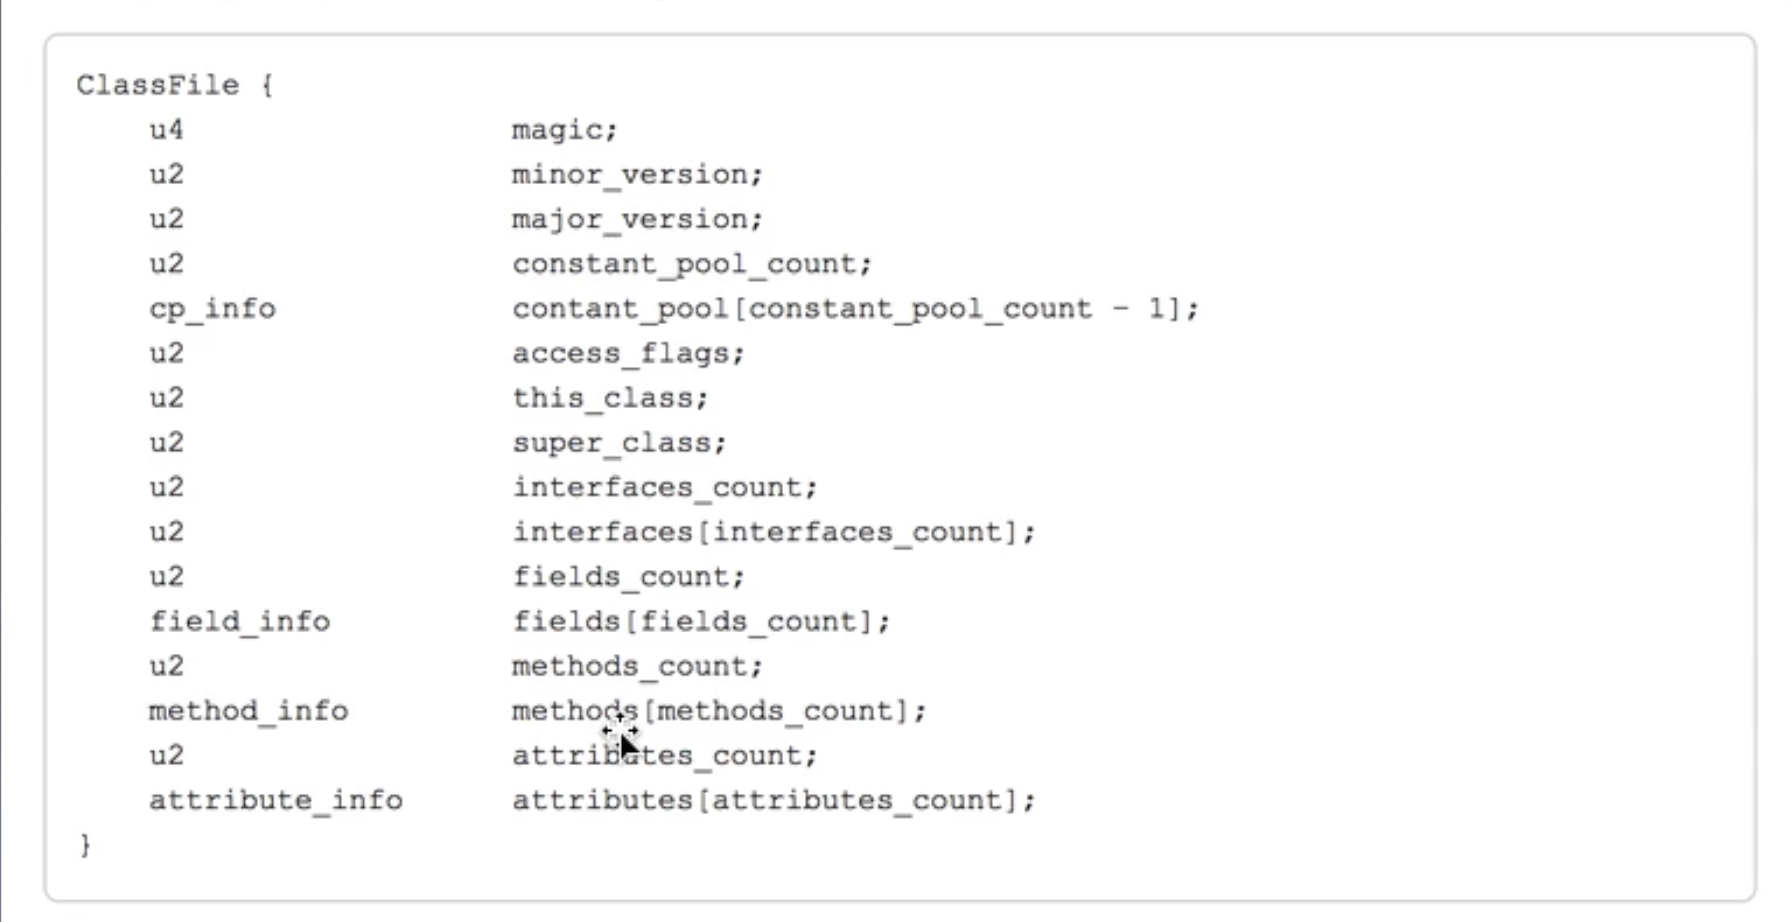 ClassFile {
u4 magic;
u2 minor_version;
u2 major_version;
u2 constant_pool_count;
cp_info contant_pool[constant_pool_count - 1];
u2 access_flags;
u2 this_class;
u2 super_class;
u2 interfaces_count;
u2 interfaces[interfaces_count];
u2 fields_count;
field_info fields[fields_count];
u2 methods_count;
method_info methods[methods_count];
u2 attributes_count;
attribute_info attributes[attributes_count];
}